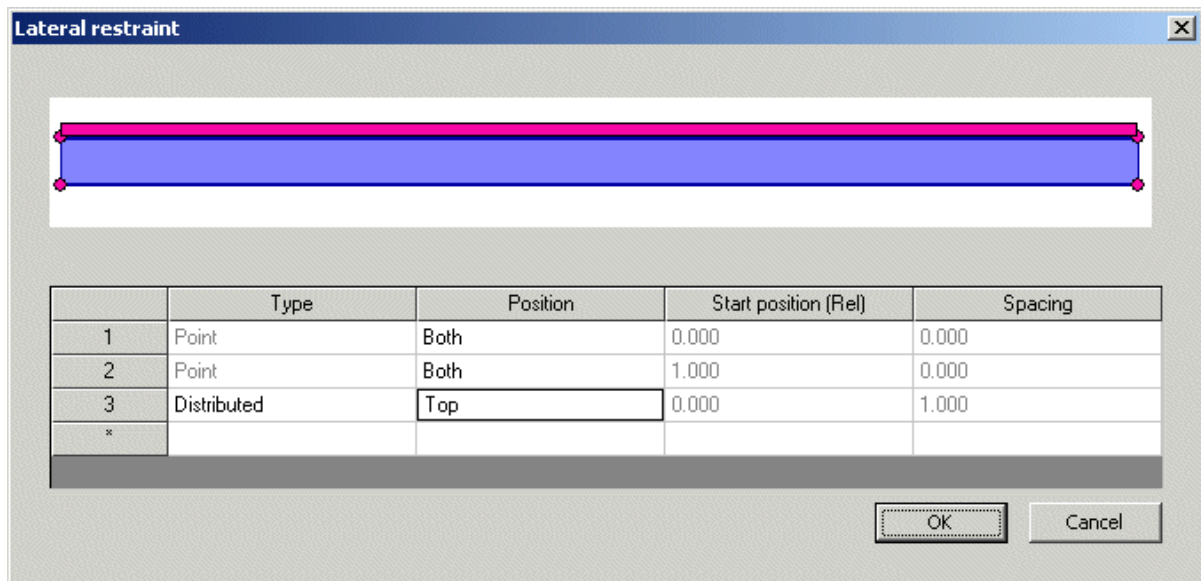 Lateral restraint
Type Position Start position (Rel) Spacing
1 Point Both 0.000 0.000
2 Point Both 1.000 0.000
3 Distributed Top 0.000 1.000
*
OK Cancel